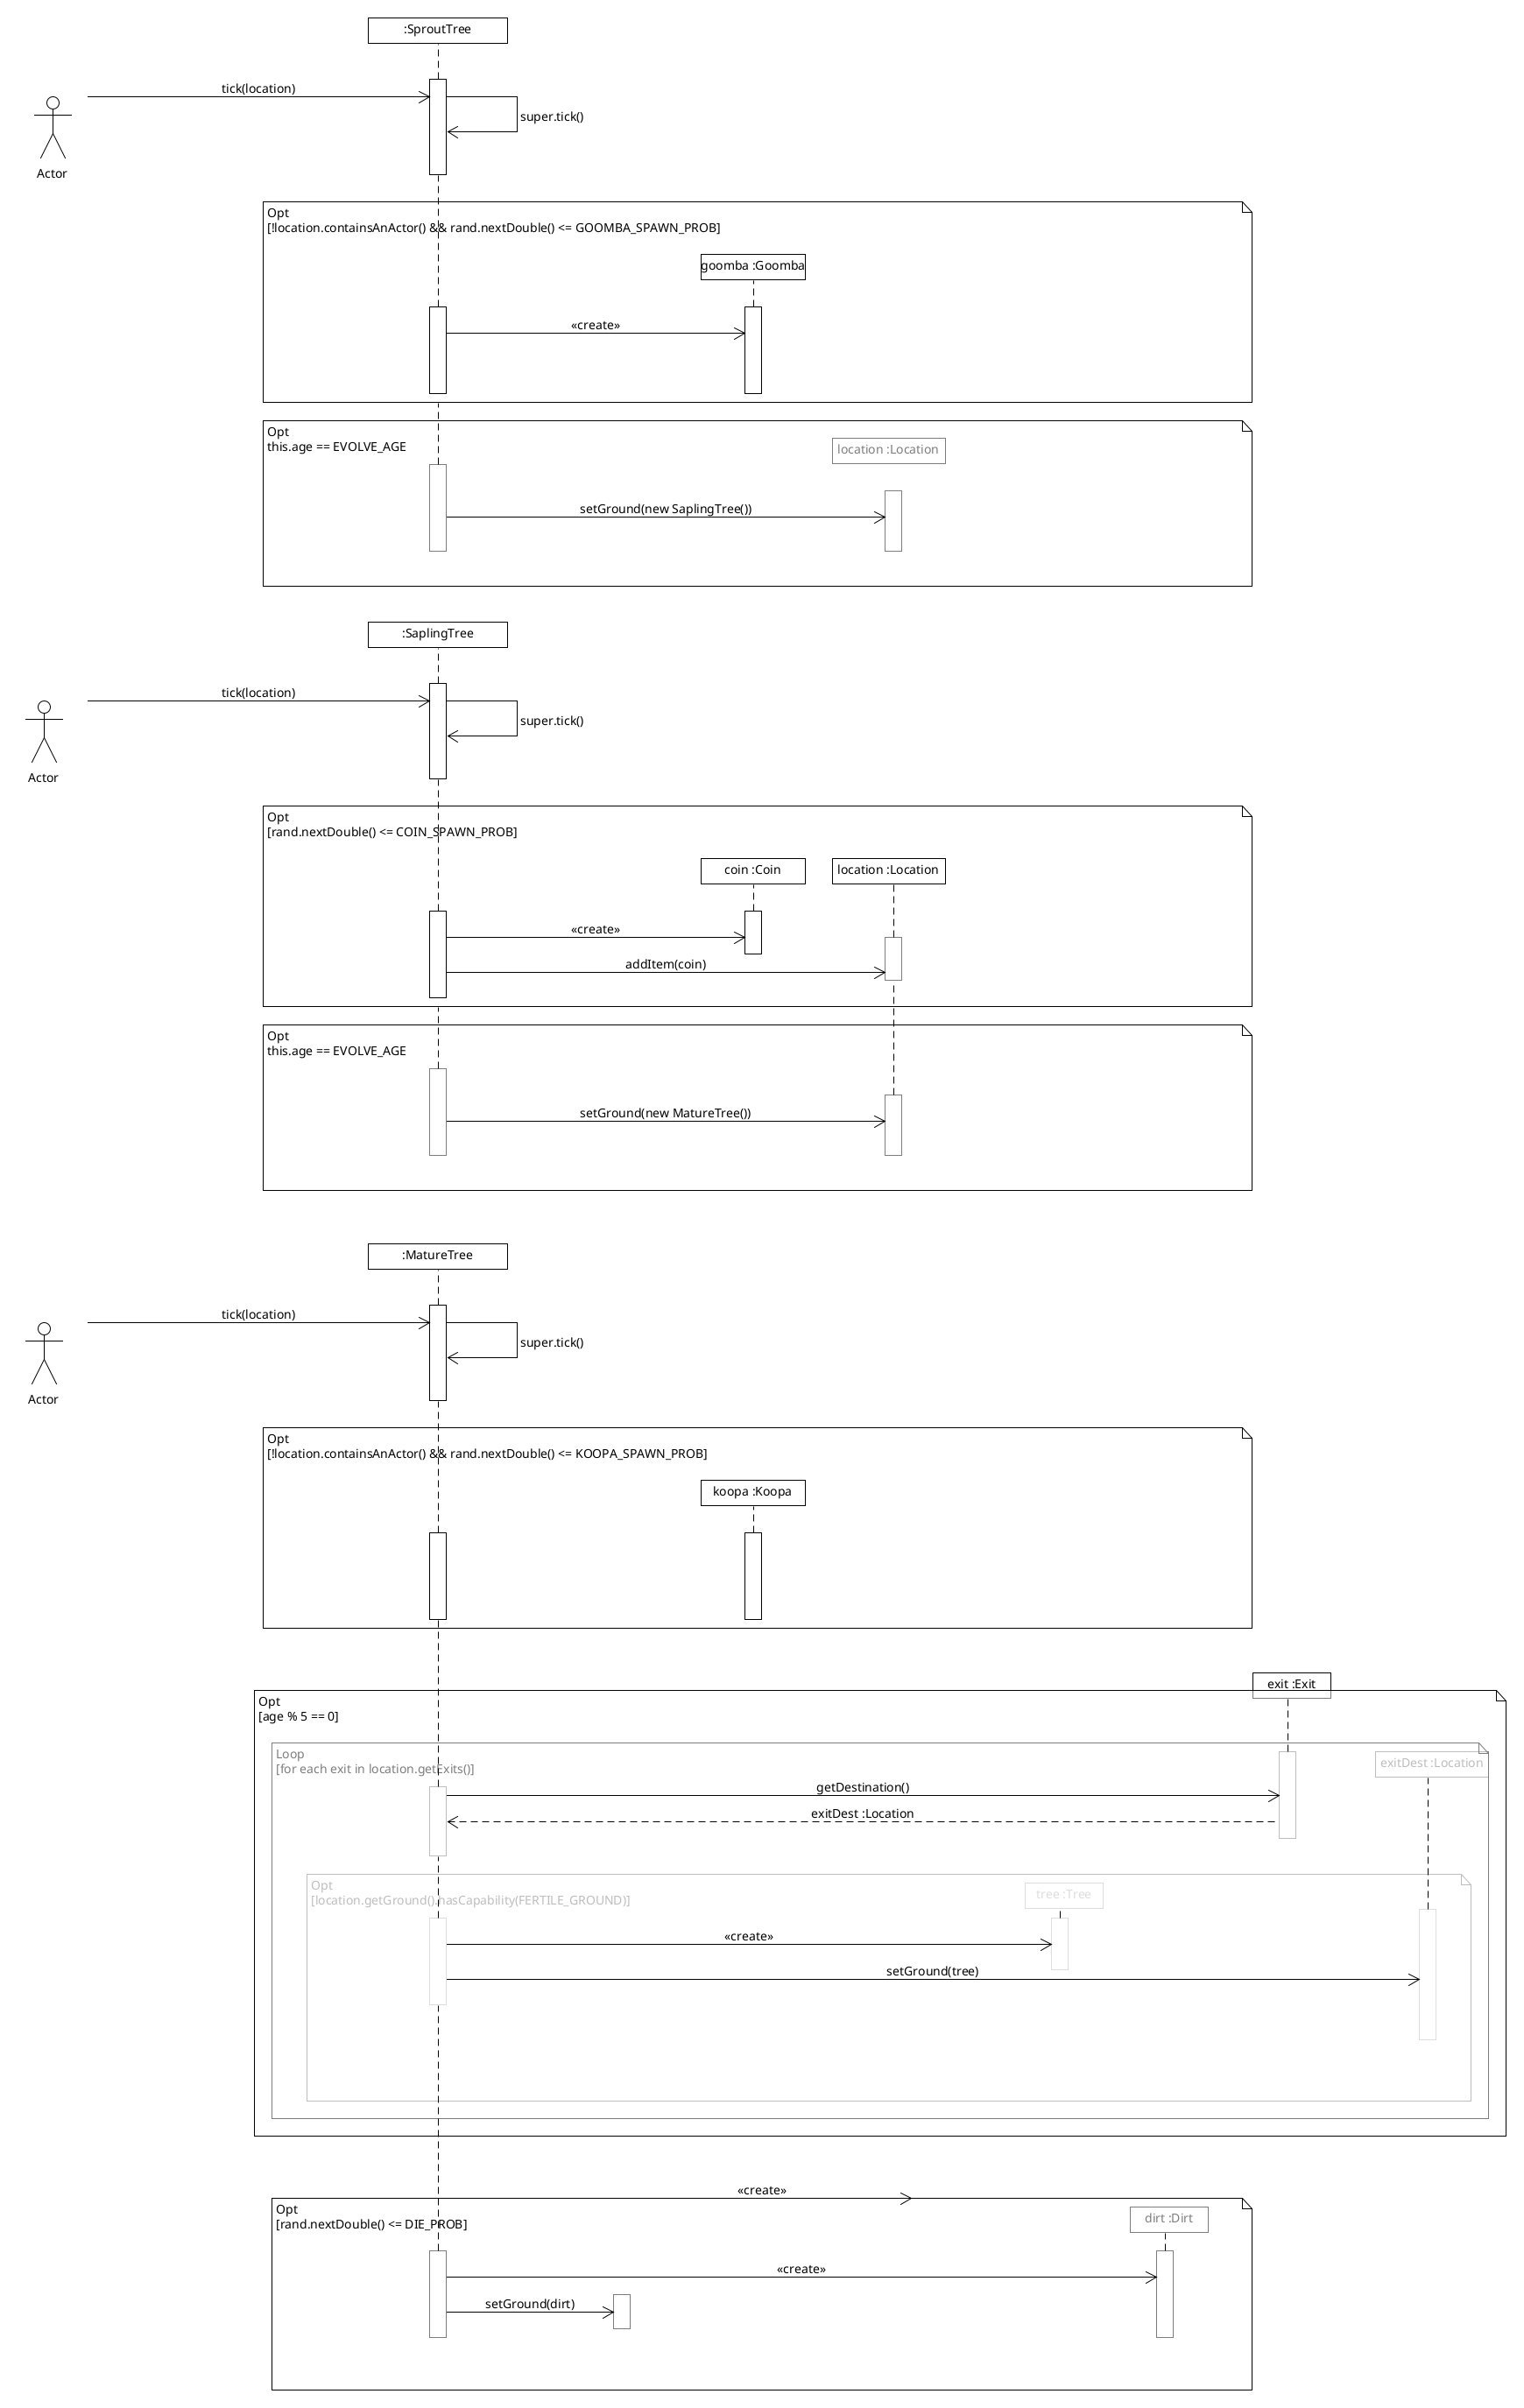 :SproutTree
tick(location)
super.tick()
Actor
Opt
[!location.containsAnActor() && rand.nextDouble() <= GOOMBA_SPAWN_PROB]
goomba :Goomba
«create»
Opt
this.age == EVOLVE_AGE
location :Location
setGround(new SaplingTree())
:SaplingTree
tick(location)
super.tick()
Actor
Opt
[rand.nextDouble() <= COIN_SPAWN_PROB]
coin :Coin
location :Location
«create»
addItem(coin)
Opt
this.age == EVOLVE_AGE
setGround(new MatureTree())
:MatureTree
tick(location)
super.tick()
Actor
Opt
[!location.containsAnActor() && rand.nextDouble() <= KOOPA_SPAWN_PROB]
koopa :Koopa
exit :Exit
Opt
[age % 5 == 0]
Loop
[for each exit in location.getExits()]
exitDest :Location
getDestination()
exitDest :Location
Opt
[location.getGround().hasCapability(FERTILE_GROUND)]
tree :Tree
«create»
setGround(tree)
«create»
Opt
[rand.nextDouble() <= DIE_PROB]
dirt :Dirt
«create»
setGround(dirt)